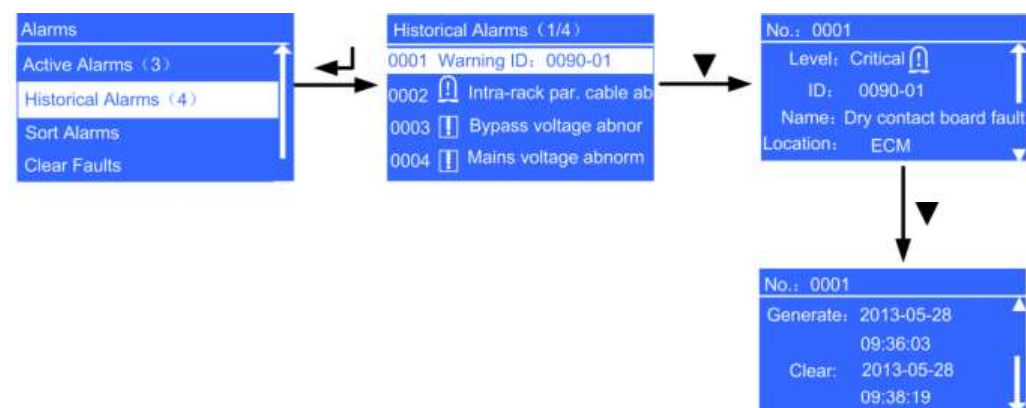 Alarms
Active Alarms（3）
Historical Alarms（4）
Sort Alarms
Clear Faults
Historical Alarms（1/4）
0001 Warning ID：0090-01
0002 Intra-rack par. cable ab
0003 Bypass voltage abnor
0004 Mains voltage abnorm
No.：0001
Level：Critical
ID：0090-01
Name：Dry contact board fault
Location：ECM
No.：0001
Generate：2013-05-28
09:36:03
Clear: 2013-05-28
09:38:19